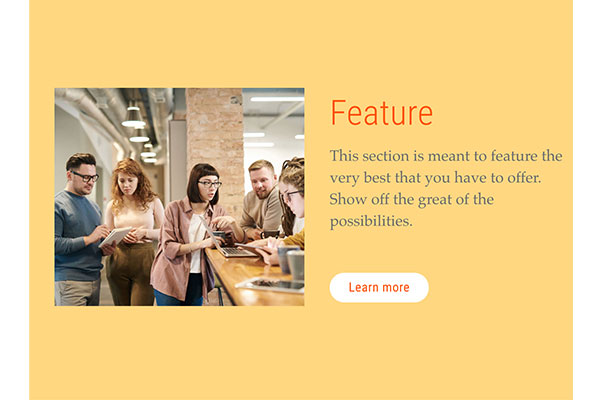 Feature
This section is meant to feature the
very best that you have to offer.
Show off the great of the
possibilities.
Learn more